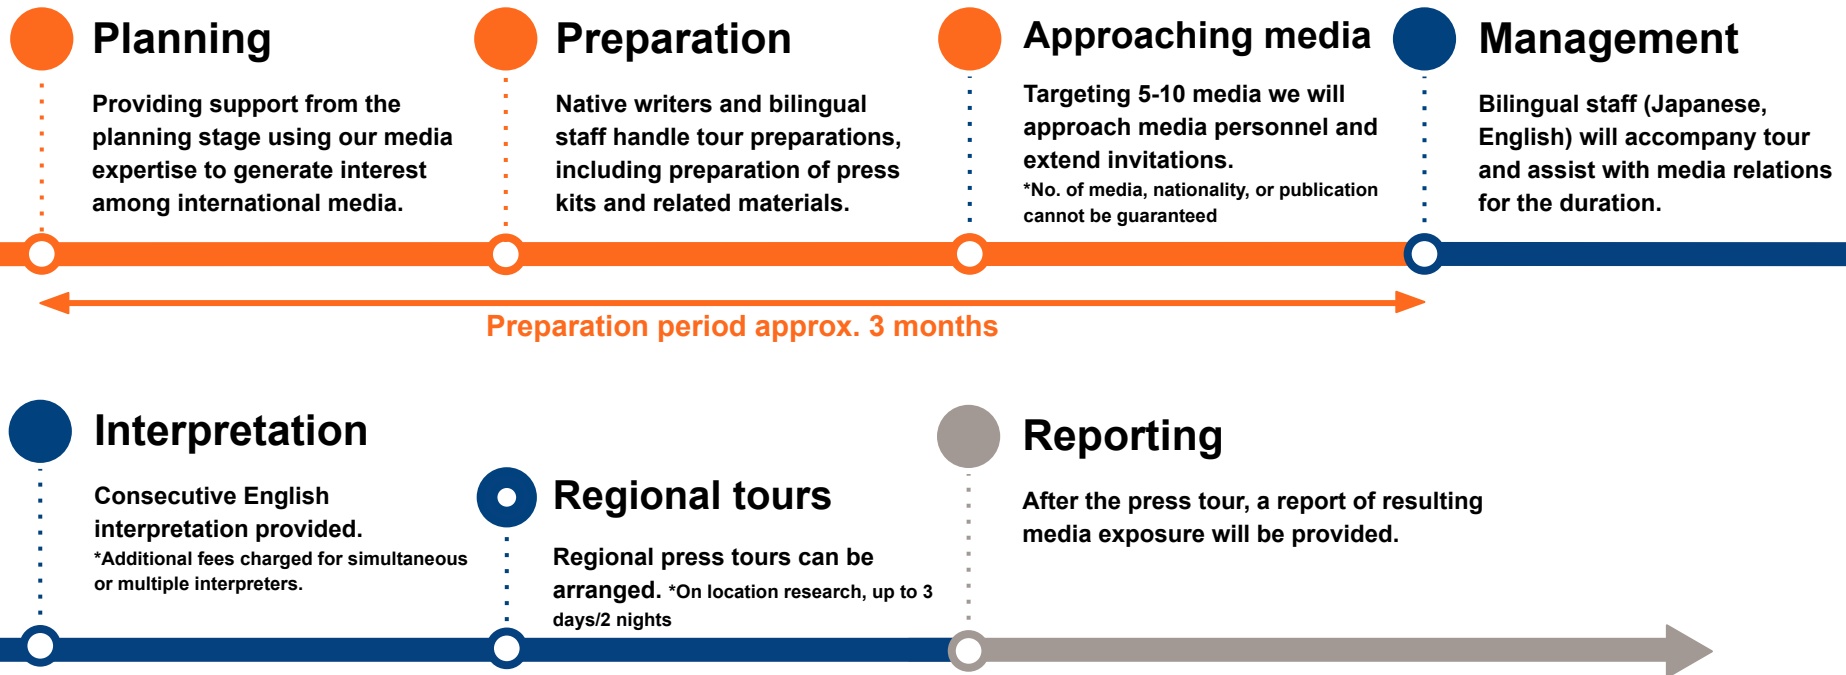 Planning
Providing support from the
planning stage using our media
expertise to generate interest
among international media.
Preparation
Native writers and bilingual
staff handle tour preparations,
including preparation of press
kits and related materials.
Approaching media
Targeting 5-10 media we will
approach media personnel and
extend invitations.
*No. of media, nationality, or publication
cannot be guaranteed
Management
Bilingual staff (Japanese,
English) will accompany tour
and assist with media relations
for the duration.
Preparation period approx. 3 months
Interpretation
Consecutive English
interpretation provided.
*Additional fees charged for simultaneous
or multiple interpreters.
Regional tours
Regional press tours can be
arranged. *On location research, up to 3
days/2 nights
Reporting
After the press tour, a report of resulting
media exposure will be provided.